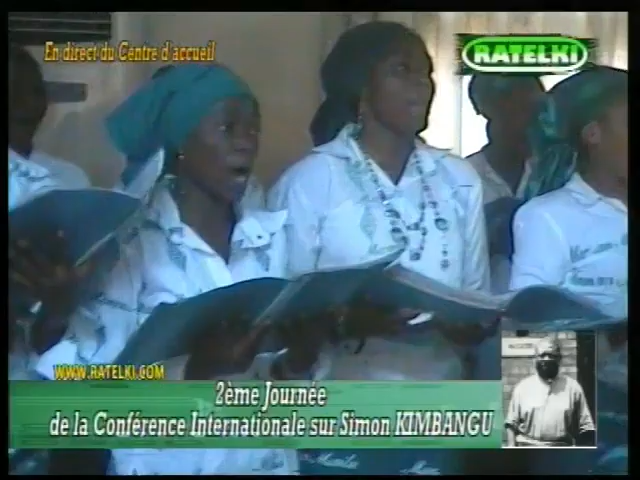 En direct du Centre d'accueil
RATELKI
WWW.RATELKI.COM
2ème Journée
de la Conférence Internationale sur Simon KIMBANGU